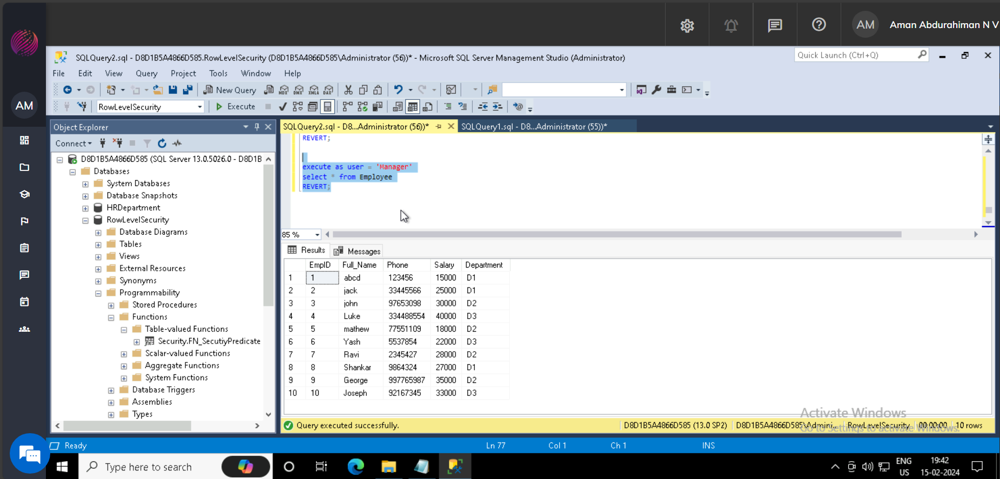 AM
Aman Abdurahiman N V
SQLQuery2.sql - D8D1B5A4866D585.RowLevelSecurity (D8D1B5A4866D585\Administrator (56))* - Microsoft SQL Server Management Studio (Administrator)
Quick Launch (Ctrl+Q)
File Edit View Query Project Tools Window Help
New Query
MDX DMX XMLA DAX
AM
RowLevelSecurity
Execute
Object Explorer
SQLQuery2.sql - D8...Administrator (56))*
SQLQuery1.sql - D8...Administrator (55))*
Connect
D8D1B5A4866D585 (SQL Server 13.0.5026.0 - D8D1B
Databases
System Databases
Database Snapshots
HRDepartment
RowLevelSecurity
Database Diagrams
Tables
Views
External Resources
Synonyms
Programmability
Stored Procedures
Functions
Table-valued Functions
Security.FN_SecutiyPredicate
Scalar-valued Functions
Aggregate Functions
System Functions
Database Triggers
Assemblies
Types
REVERT;
execute as user = 'Manager'
select * from Employee
REVERT;
85 %
Results Messages
EmpID Full_Name Phone Salary Department
1 1 abcd 123456 15000 D1
2 2 jack 33445566 25000 D1
3 3 john 97653098 30000 D2
4 4 Luke 334488554 40000 D3
5 5 mathew 77551109 18000 D2
6 6 Yash 5537854 22000 D3
7 7 Ravi 2345427 28000 D2
8 8 Shankar 9864324 27000 D1
9 9 George 997765987 35000 D2
10 10 Joseph 92167345 33000 D3
Activate Windows
Go to Settings to activate Windows.
Query executed successfully.
D8D1B5A4866D585 (13.0 SP2)
D8D1B5A4866D585\Admini...
RowLevelSecurity
00:00:00
10 rows
Ready
Ln 77
Col 1
Ch 1
INS
Type here to search
ENG
US
19:42
15-02-2024